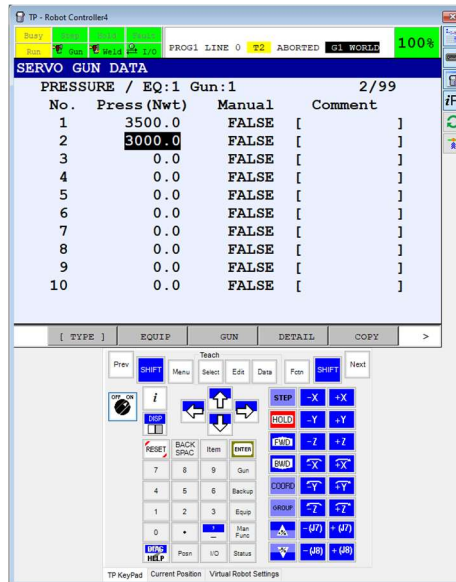 TP - Robot Controller4
Busy Step Hold Fault
Run Gun Weld I/O PROG1 LINE 0 T2 ABORTED G1 WORLD 100%
SERVO GUN DATA
PRESSURE / EQ:1 Gun:1 2/99
No. Press(Nwt) Manual Comment
1 3500.0 FALSE [ ]
2 3000.0 FALSE [ ]
3 0.0 FALSE [ ]
4 0.0 FALSE [ ]
5 0.0 FALSE [ ]
6 0.0 FALSE [ ]
7 0.0 FALSE [ ]
8 0.0 FALSE [ ]
9 0.0 FALSE [ ]
10 0.0 FALSE [ ]
[ TYPE ] EQUIP GUN DETAIL COPY >
Teach
Prev SHIFT Menu Select Edit Data Fctn SHIFT Next
OFF ON i STEP -X +X
DISP HOLD -Y +Y
RESET BACK SPAC Item ENTER FWD -Z +Z
7 8 9 Gun BWD -X +X
4 5 6 Backup COORD -Y +Y
1 2 3 Equip GROUP -Z +Z
0 . , - Man Func +% - (J7) + (J7)
DIAG HELP Posn I/O Status -% - (J8) + (J8)
TP KeyPad Current Position Virtual Robot Settings